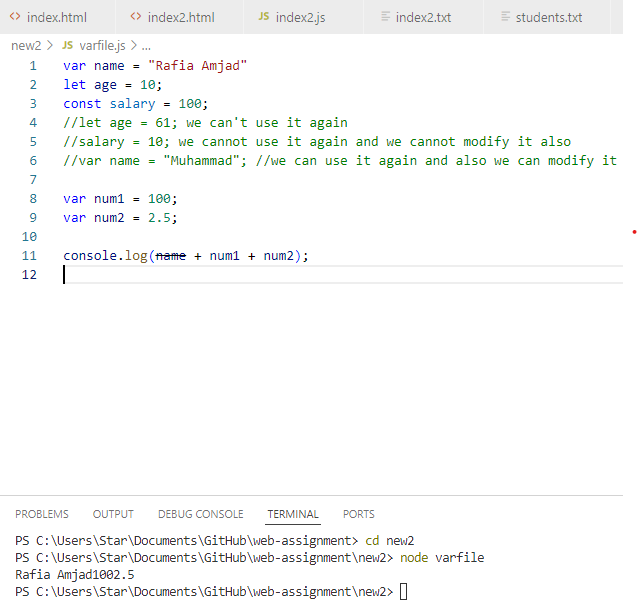 <> index.html <> index2.html JS index2.js index2.txt students.txt
new2 > JS varfile.js > ...
1 var name = "Rafia Amjad"
2 let age = 10;
3 const salary = 100;
4 //let age = 61; we can't use it again
5 //salary = 10; we cannot use it again and we cannot modify it also
6 //var name = "Muhammad"; //we can use it again and also we can modify it
7
8 var num1 = 100;
9 var num2 = 2.5;
10
11 console.log(name + num1 + num2);
12
PROBLEMS OUTPUT DEBUG CONSOLE TERMINAL PORTS
PS C:\Users\Star\Documents\GitHub\web-assignment> cd new2
PS C:\Users\Star\Documents\GitHub\web-assignment\new2> node varfile
Rafia Amjad1002.5
PS C:\Users\Star\Documents\GitHub\web-assignment\new2>